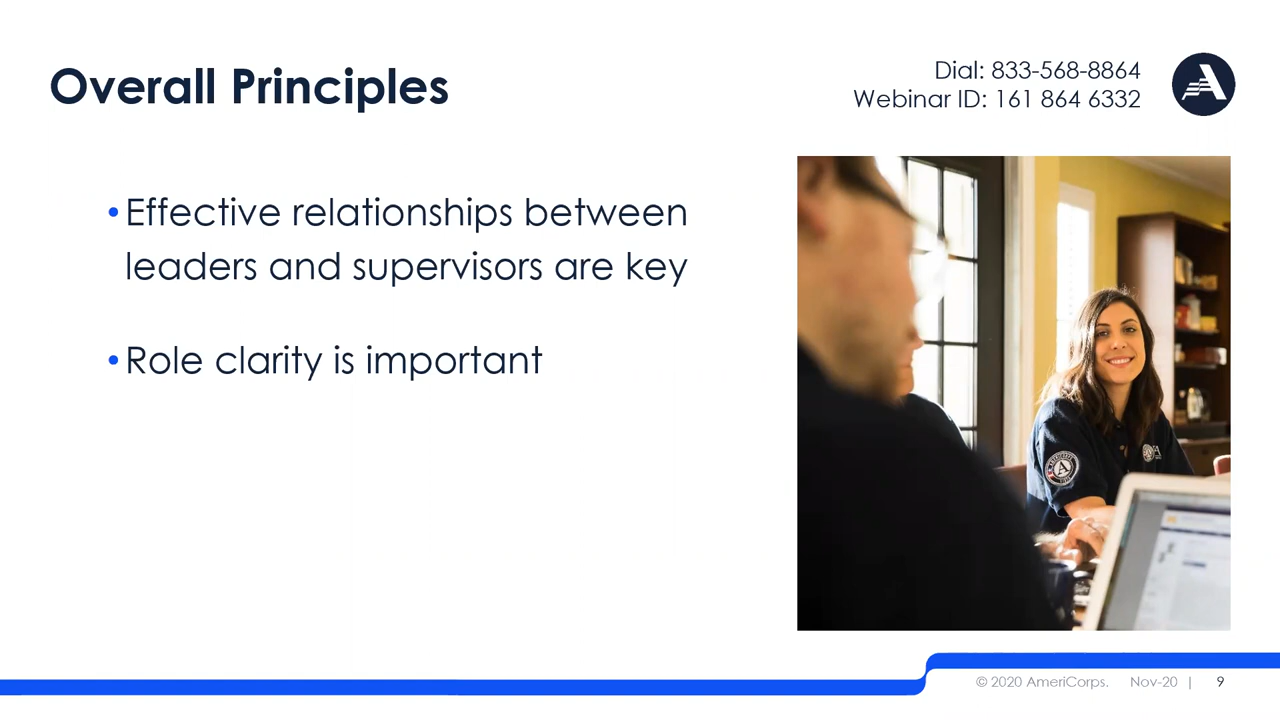 Overall Principles
Dial: 833-568-8864
Webinar ID: 161 864 6332
•Effective relationships between
leaders and supervisors are key
•Role clarity is important
© 2020 AmeriCorps. Nov-20 | 9